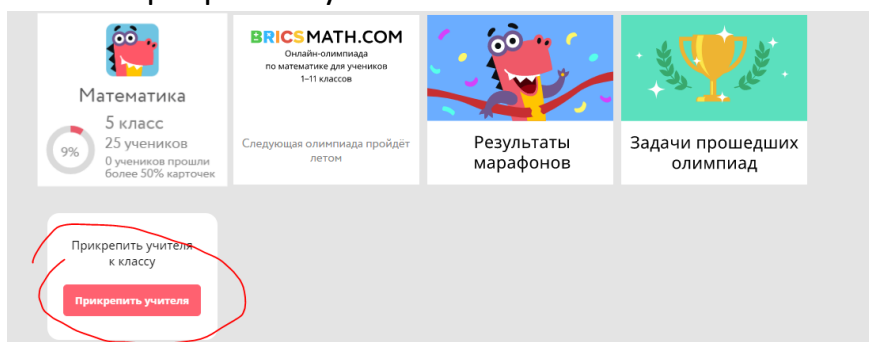 Математика
5 класс
9%
25 учеников
0 учеников прошли
более 50% карточек
BRICSMATH.COM
Онлайн-олимпиада
по математике для учеников
1–11 классов
Следующая олимпиада пройдёт
летом
Результаты
марафонов
Задачи прошедших
олимпиад
Прикрепить учителя
к классу
Прикрепить учителя